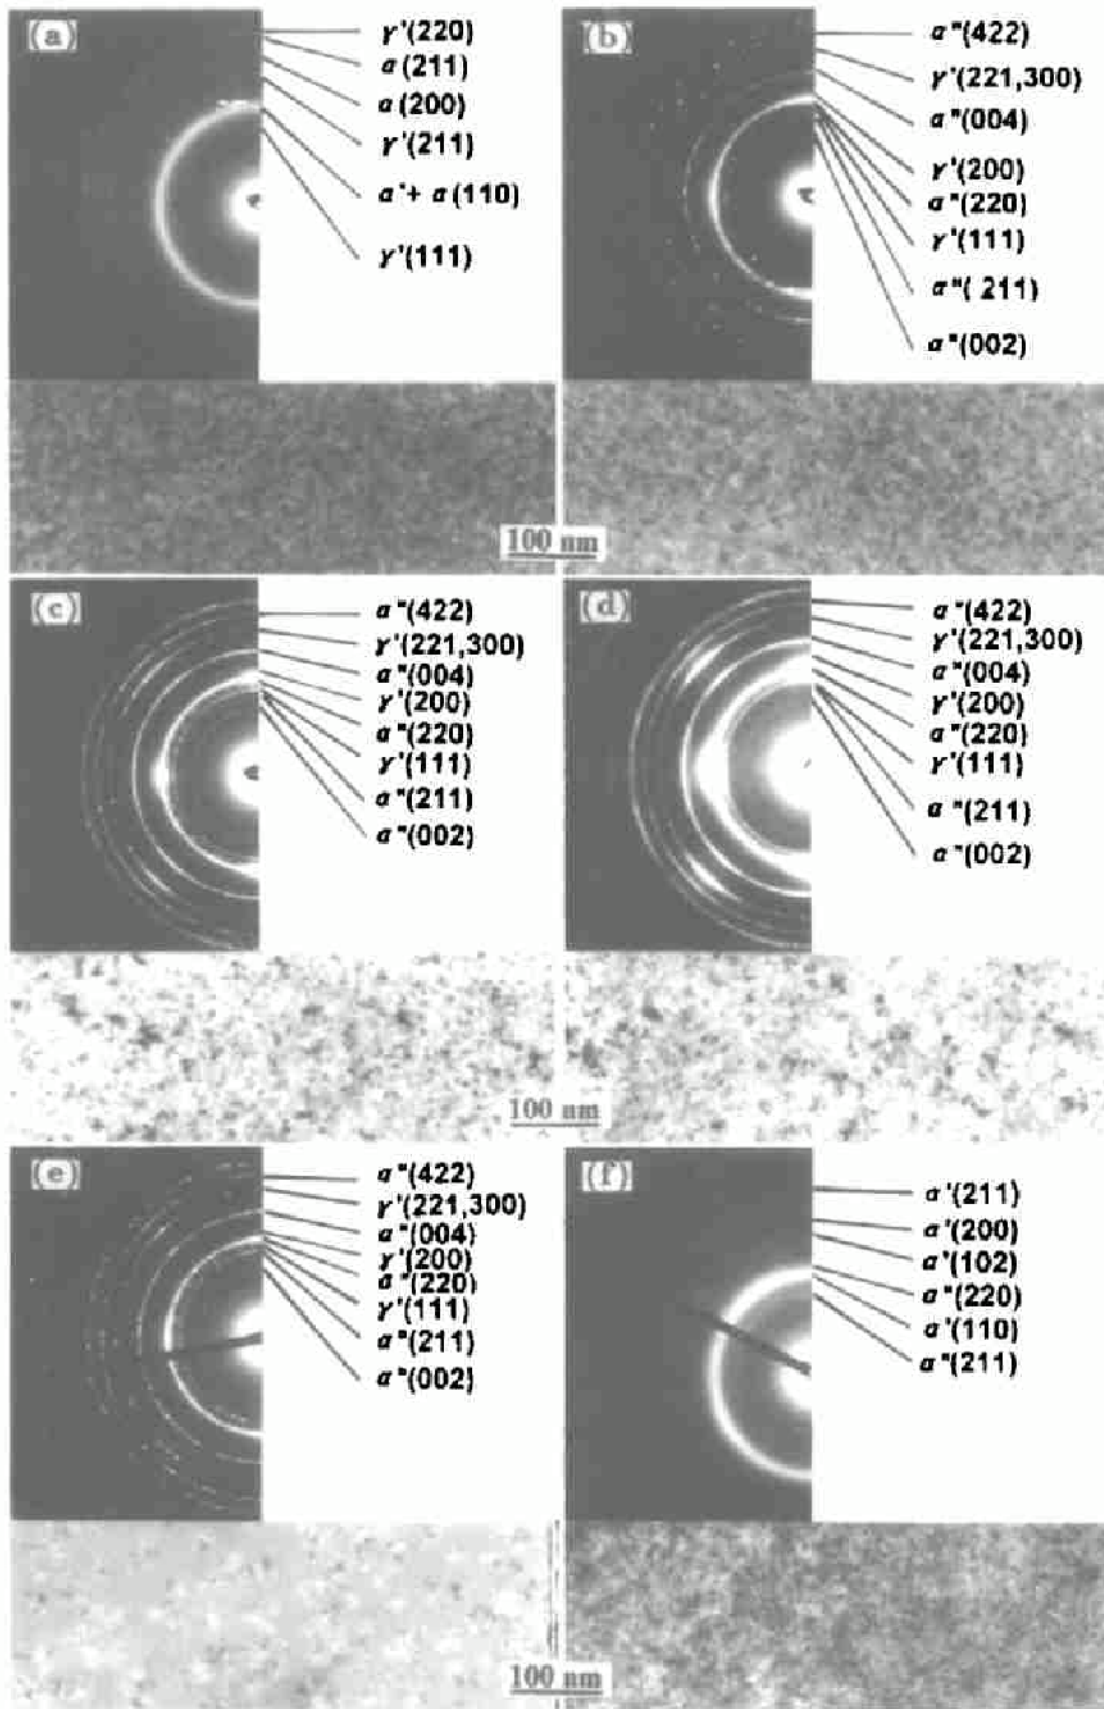 (a)
γ'(220)
α(211)
α(200)
γ'(211)
α'+ α(110)
γ'(111)
(b)
α"(422)
γ'(221,300)
α"(004)
γ'(200)
α"(220)
γ'(111)
α"( 211)
α"(002)
100 nm
(c)
α"(422)
γ'(221,300)
α"(004)
γ'(200)
α"(220)
γ'(111)
α"(211)
α"(002)
(d)
α"(422)
γ'(221,300)
α"(004)
γ'(200)
α"(220)
γ'(111)
α"(211)
α"(002)
100 nm
(e)
α"(422)
γ'(221,300)
α"(004)
γ'(200)
α"(220)
γ'(111)
α"(211)
α"(002)
(f)
α'(211)
α'(200)
α'(102)
α"(220)
α'(110)
α"(211)
100 nm